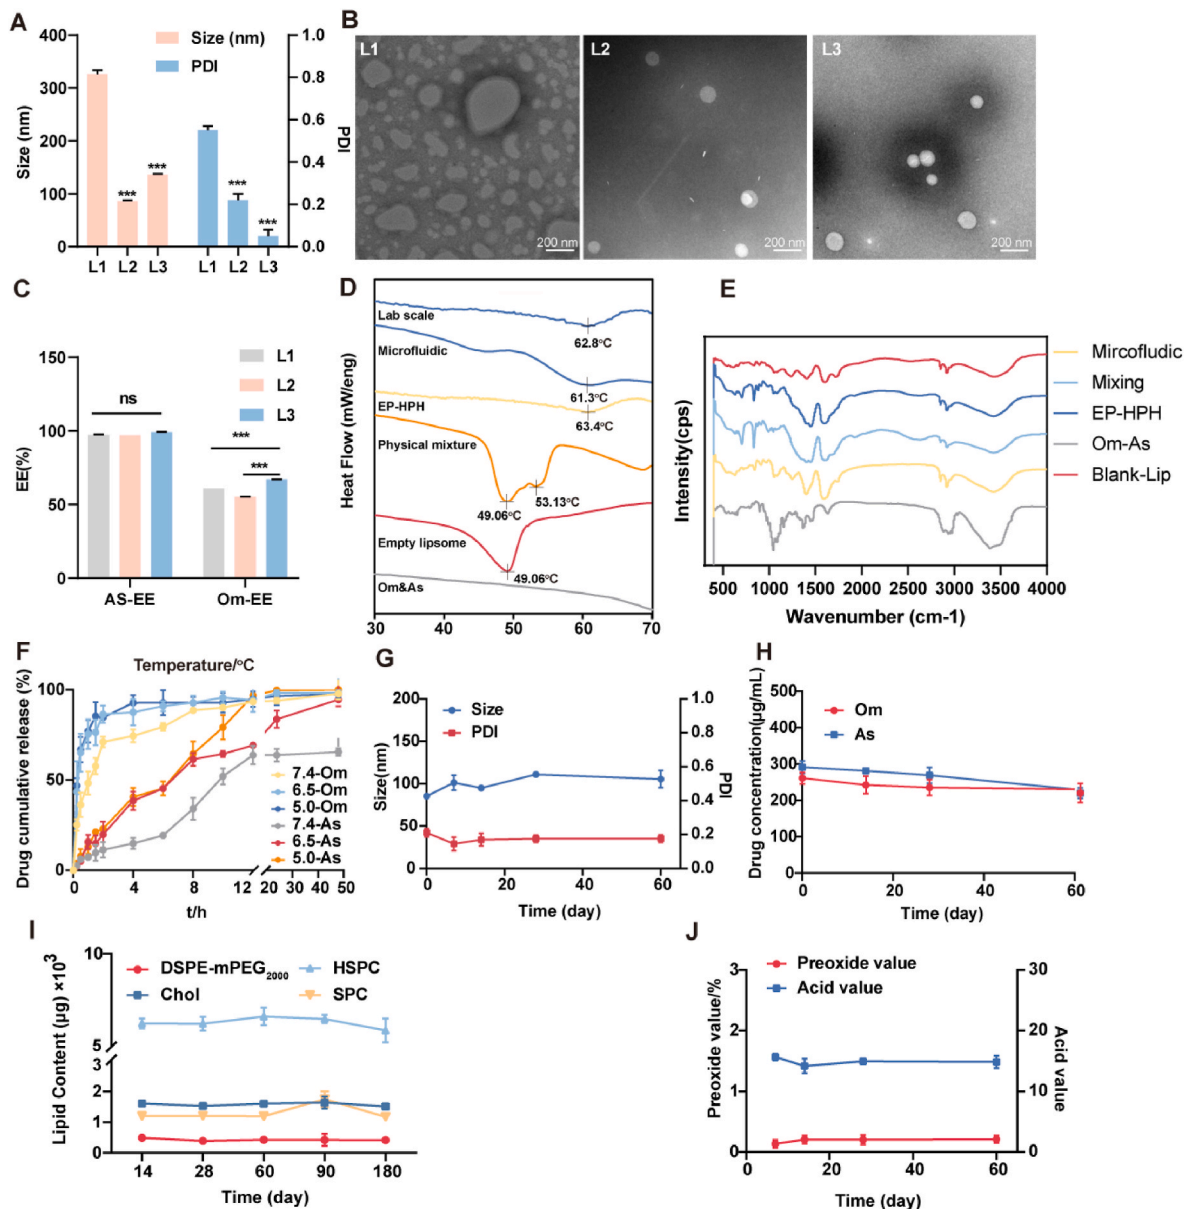 A
Size (nm)
PDI
400
300
200
100
0
Size (nm)
1.0
0.8
0.6
0.4
0.2
0.0
PDI
***
***
***
***
L1
L2
L3
L1
L2
L3
B
L1
200 nm
L2
200 nm
L3
200 nm
C
L1
L2
L3
150
100
50
0
EE(%)
ns
***
***
AS-EE
Om-EE
D
Heat Flow (mW/eng)
Lab scale
62.8°C
Microfluidic
61.3°C
EP-HPH
63.4°C
Physical mixture
49.06°C
53.13°C
Empty lipsome
49.06°C
Om&As
30
40
50
60
70
E
Intensity(cps)
Mircofludic
Mixing
EP-HPH
Om-As
Blank-Lip
500
1000
1500
2000
2500
3000
3500
4000
Wavenumber (cm-1)
F
Temperature/°C
Drug cumulative release (%)
100
50
0
7.4-Om
6.5-Om
5.0-Om
7.4-As
6.5-As
5.0-As
0
4
8
12
20
30
40
50
t/h
G
Size
PDI
200
150
100
50
0
Size(nm)
1.0
0.8
0.6
0.4
0.2
0.0
PDI
0
20
40
60
Time (day)
H
Om
As
500
400
300
200
100
0
Drug concentration(μg/mL)
0
20
40
60
Time (day)
I
DSPE-mPEG2000
HSPC
Chol
SPC
10
5
3
2
1
0
Lipid Content (μg) ×10³
14
28
60
90
180
Time (day)
J
Preoxide value
Acid value
3
2
1
0
Preoxide value/%
30
20
10
0
Acid value
0
20
40
60
Time (day)